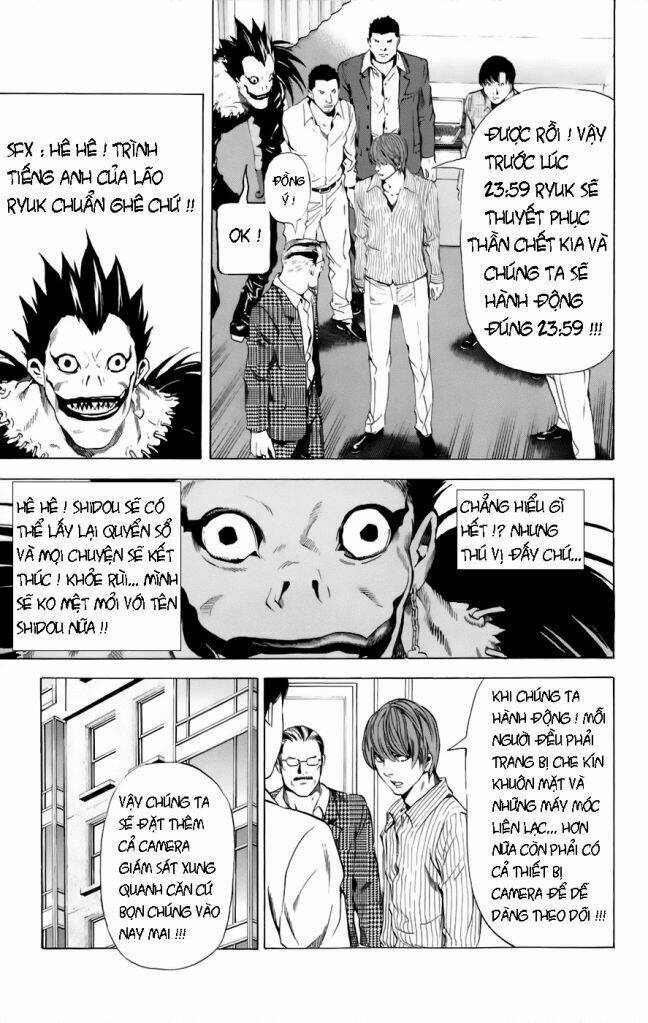 ĐƯỢC RỒI ! VẬY
TRƯỚC LÚC
23:59 RYUK SẼ
THUYẾT PHỤC
THẦN CHẾT KIA VÀ
CHÚNG TA SẼ
HÀNH ĐỘNG
ĐÚNG 23:59 !!!
ĐỒNG
Ý !
OK !
SFX : HÊ HÊ ! TRÌNH
TIẾNG ANH CỦA LÃO
RYUK CHUẨN GHÊ CHỨ !!
CHẲNG HIỂU GÌ
HẾT !? NHƯNG
THÚ VỊ ĐẤY CHỨ...
HÊ HÊ ! SHIDOU SẼ CÓ
THỂ LẤY LẠI QUYỂN SỔ
VÀ MỌI CHUYỆN SẼ KẾT
THÚC ! KHỎE RÙI... MÌNH
SẼ KO MỆT MỎI VỚI TÊN
SHIDOU NỮA !!
KHI CHÚNG TA
HÀNH ĐỘNG ! MỖI
NGƯỜI ĐỀU PHẢI
TRANG BỊ CHE KÍN
KHUÔN MẶT VÀ
NHỮNG MÁY MÓC
LIÊN LẠC... HƠN
NỮA CÒN PHẢI CÓ
CẢ THIẾT BỊ
CAMERA ĐỂ DỄ
DÀNG THEO DÕI !!!
VẬY CHÚNG TA
SẼ ĐẶT THÊM
CẢ CAMERA
GIÁM SÁT XUNG
QUANH CĂN CỨ
BỌN CHÚNG VÀO
NAY MAI !!!